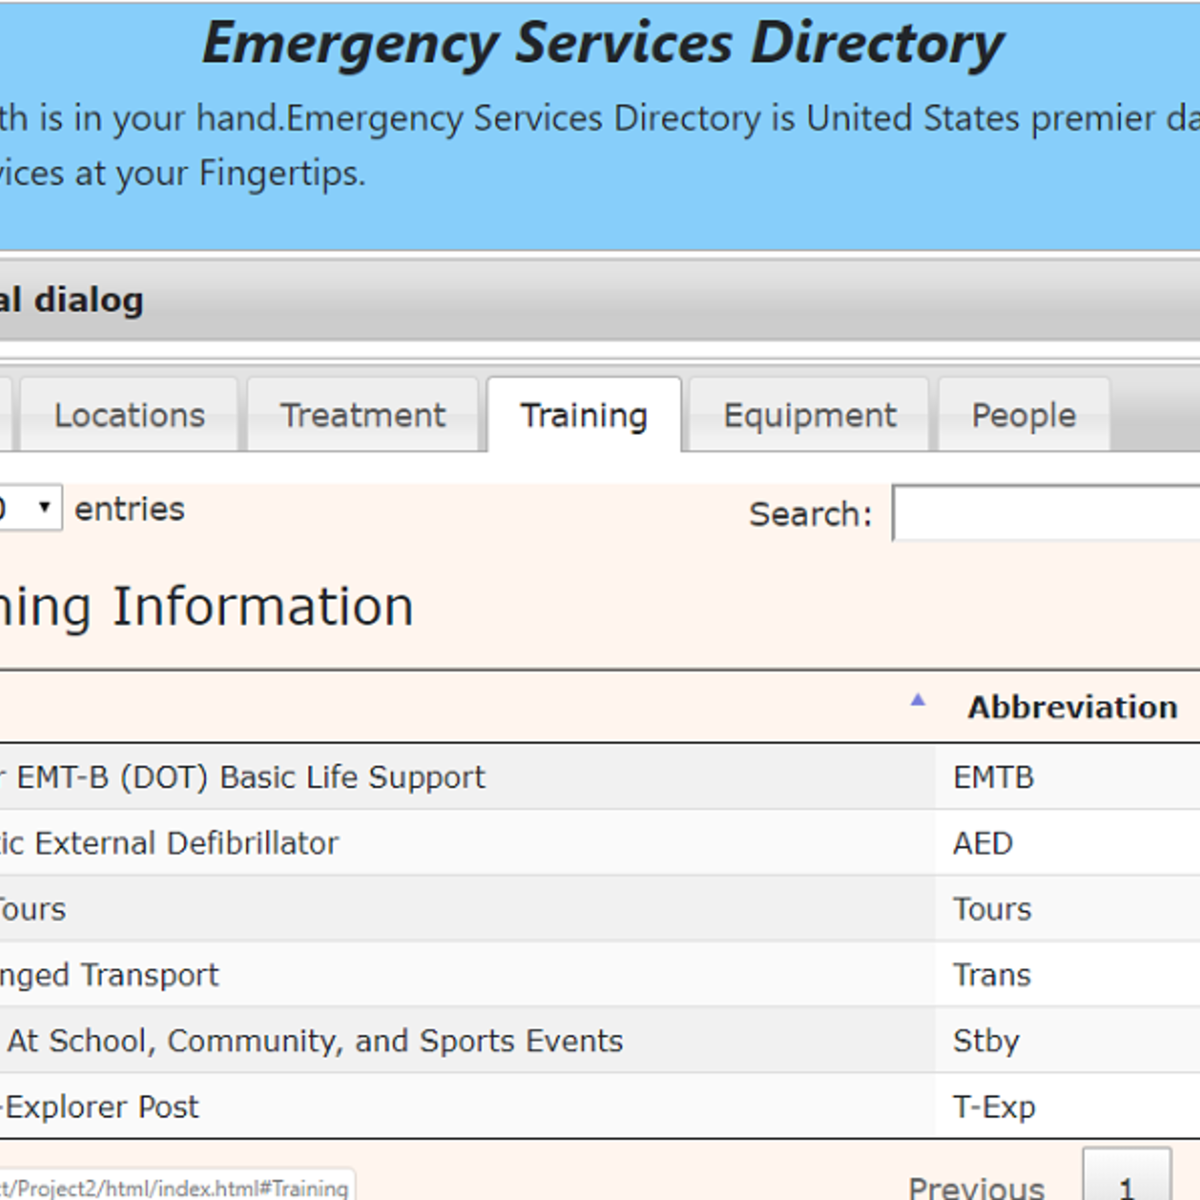 Emergency Services Directory
th is in your hand.Emergency Services Directory is United States premier da
vices at your Fingertips.
al dialog
Locations Treatment Training Equipment People
entries Search:
ning Information
Abbreviation
r EMT-B (DOT) Basic Life Support EMTB
ic External Defibrillator AED
Tours Tours
nged Transport Trans
At School, Community, and Sports Events Stby
-Explorer Post T-Exp
t/Project2/html/index.html#Training Previous 1